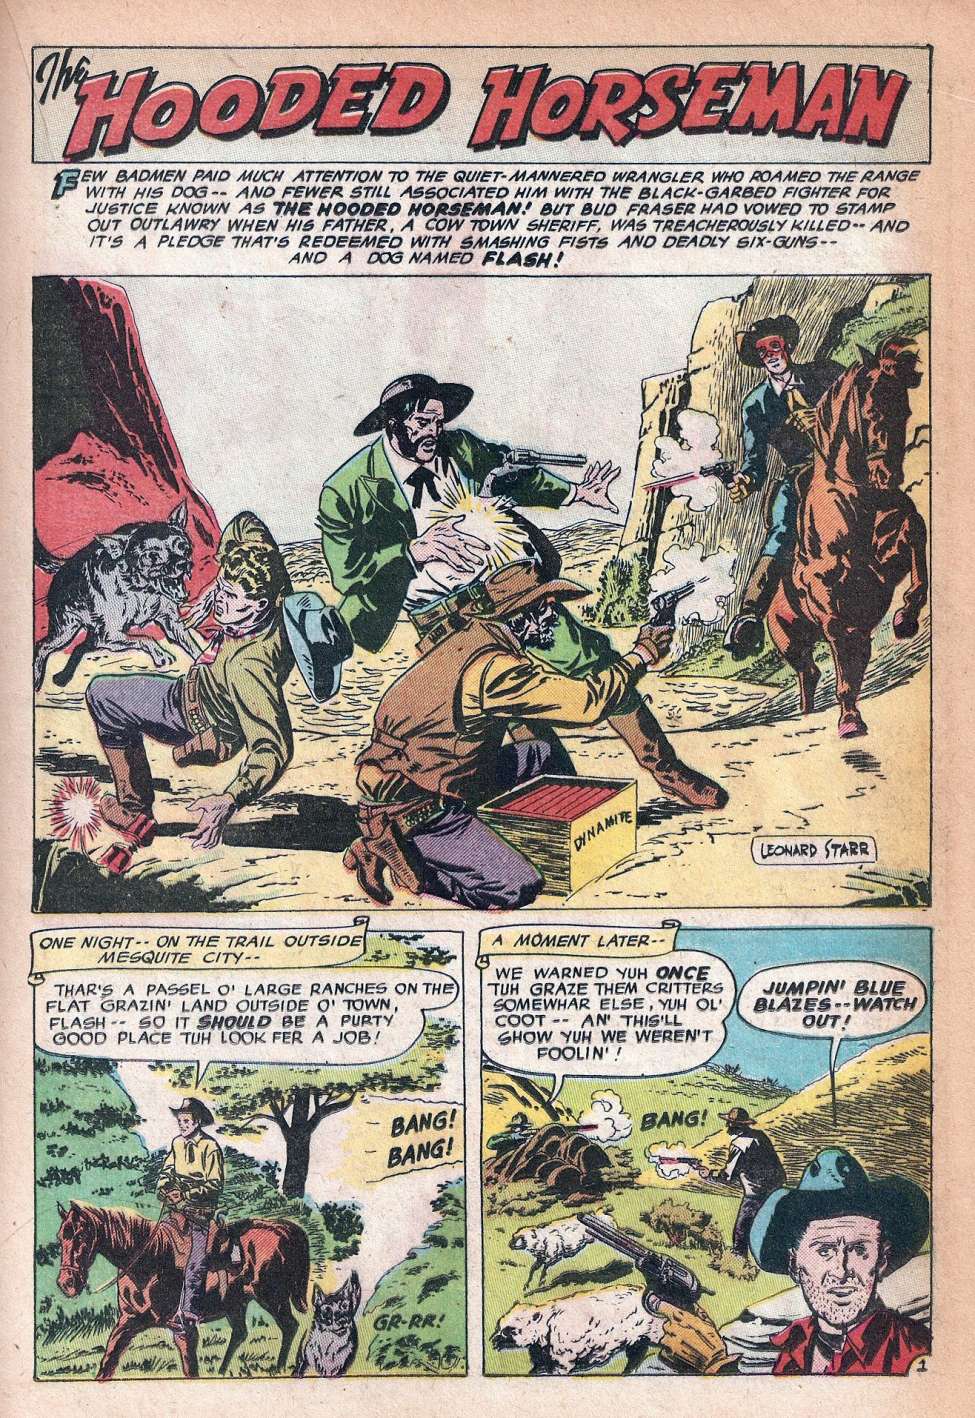 The
HOODED HORSEMAN
FEW BADMEN PAID MUCH ATTENTION TO THE QUIET-MANNERED WRANGLER WHO ROAMED THE RANGE
WITH HIS DOG-- AND FEWER STILL ASSOCIATED HIM WITH THE BLACK-GARBED FIGHTER FOR
JUSTICE KNOWN AS THE HOODED HORSEMAN! BUT BUD FRASER HAD VOWED TO STAMP
OUT OUTLAWRY WHEN HIS FATHER, A COW TOWN SHERIFF, WAS TREACHEROUSLY KILLED-- AND
IT'S A PLEDGE THAT'S REDEEMED WITH SMASHING FISTS AND DEADLY SIX-GUNS--
AND A DOG NAMED FLASH!
DYNAMITE
LEONARD STARR
ONE NIGHT-- ON THE TRAIL OUTSIDE
MESQUITE CITY--
THAR'S A PASSEL O' LARGE RANCHES ON THE
FLAT GRAZIN' LAND OUTSIDE O' TOWN,
FLASH-- SO IT SHOULD BE A PURTY
GOOD PLACE TUH LOOK FER A JOB!
BANG!
BANG!
GR-RR!
A MOMENT LATER--
WE WARNED YUH ONCE
TUH GRAZE THEM CRITTERS
SOMEWHAR ELSE, YUH OL'
COOT-- AN' THIS'LL
SHOW YUH WE WEREN'T
FOOLIN'!
JUMPIN' BLUE
BLAZES--WATCH
OUT!
BANG!
1